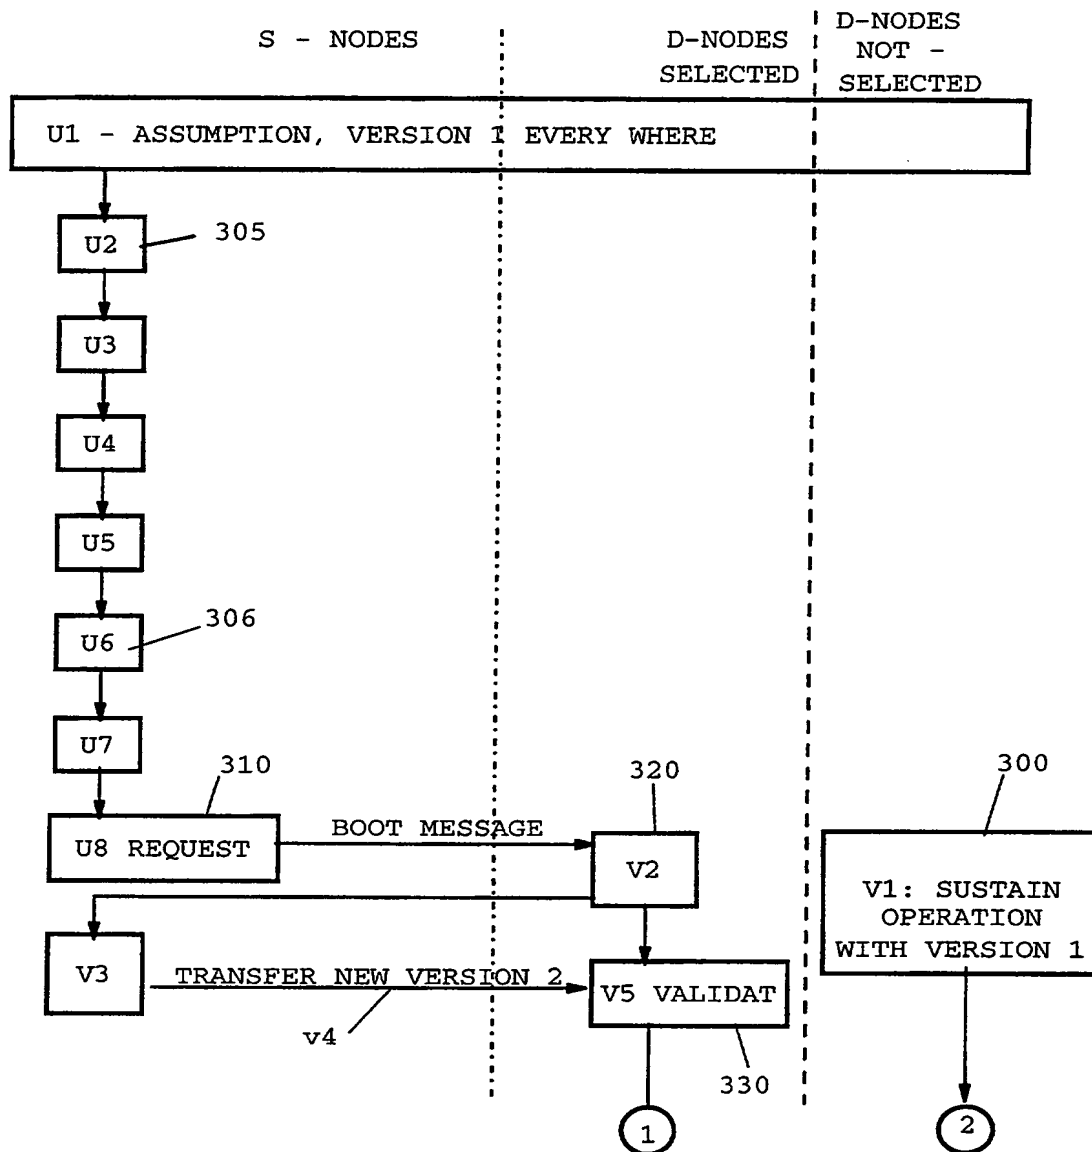 S - NODES
D-NODES
SELECTED
D-NODES
NOT -
SELECTED
U1 - ASSUMPTION, VERSION 1 EVERY WHERE
U2
305
U3
U4
U5
U6
306
U7
310
U8 REQUEST
BOOT MESSAGE
320
V2
300
V1: SUSTAIN
OPERATION
WITH VERSION 1
V3
TRANSFER NEW VERSION 2
v4
V5 VALIDAT
330
1
2